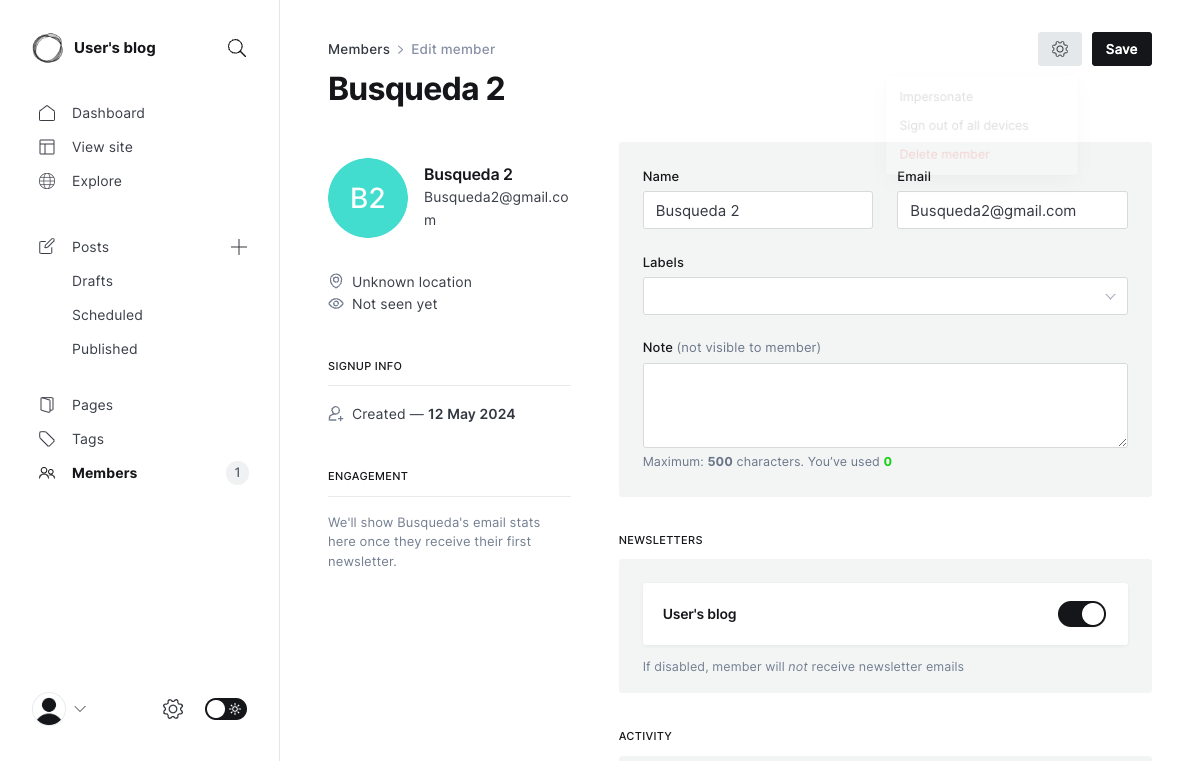 User's blog
Dashboard
View site
Explore
Posts
Drafts
Scheduled
Published
Pages
Tags
Members
1
Members
Edit member
Save
Busqueda 2
Impersonate
Sign out of all devices
Delete member
B2
Busqueda 2
Busqueda2@gmail.co
m
Unknown location
Not seen yet
SIGNUP INFO
Created — 12 May 2024
ENGAGEMENT
We'll show Busqueda's email stats
here once they receive their first
newsletter.
Name
Busqueda 2
Email
Busqueda2@gmail.com
Labels
Note (not visible to member)
Maximum: 500 characters. You’ve used 0
NEWSLETTERS
User's blog
If disabled, member will not receive newsletter emails
ACTIVITY